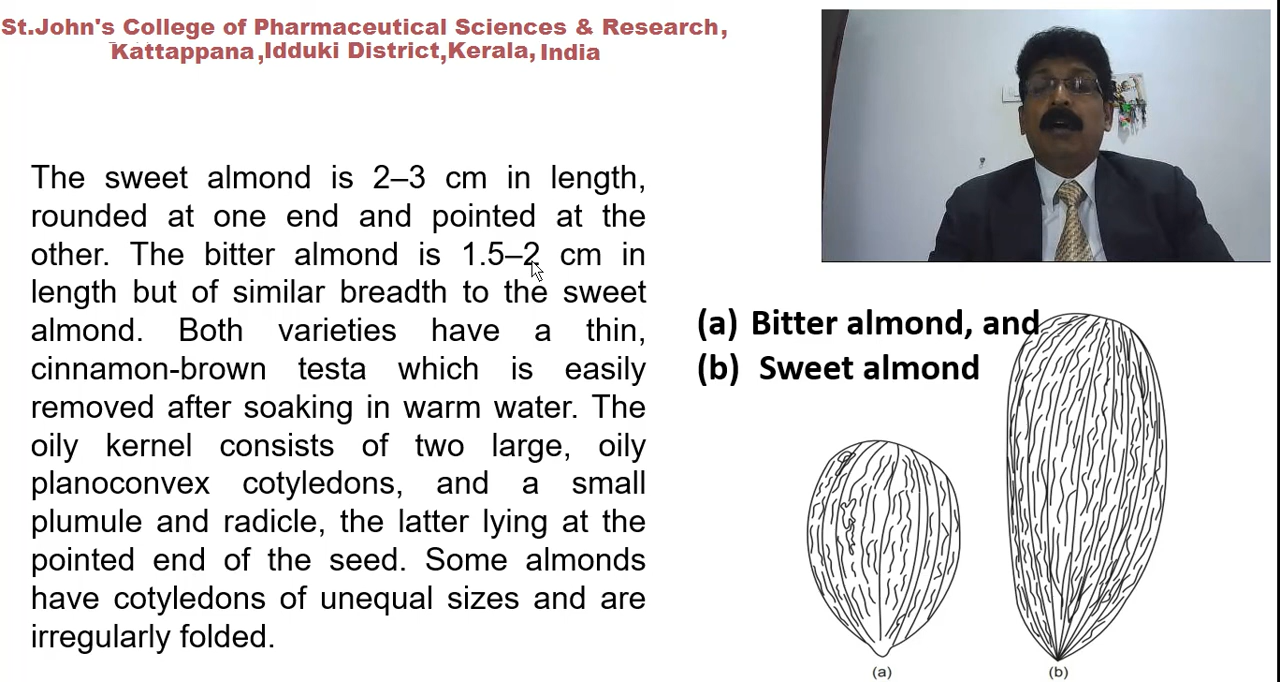 St.John's College of Pharmaceutical Sciences & Research,
Kattappana,Idduki District,Kerala, India
The sweet almond is 2–3 cm in length,
rounded at one end and pointed at the
other. The bitter almond is 1.5–2 cm in
length but of similar breadth to the sweet
almond. Both varieties have a thin,
cinnamon-brown testa which is easily
removed after soaking in warm water. The
oily kernel consists of two large, oily
planoconvex cotyledons, and a small
plumule and radicle, the latter lying at the
pointed end of the seed. Some almonds
have cotyledons of unequal sizes and are
irregularly folded.
(a) Bitter almond, and
(b) Sweet almond
(a)
(b)